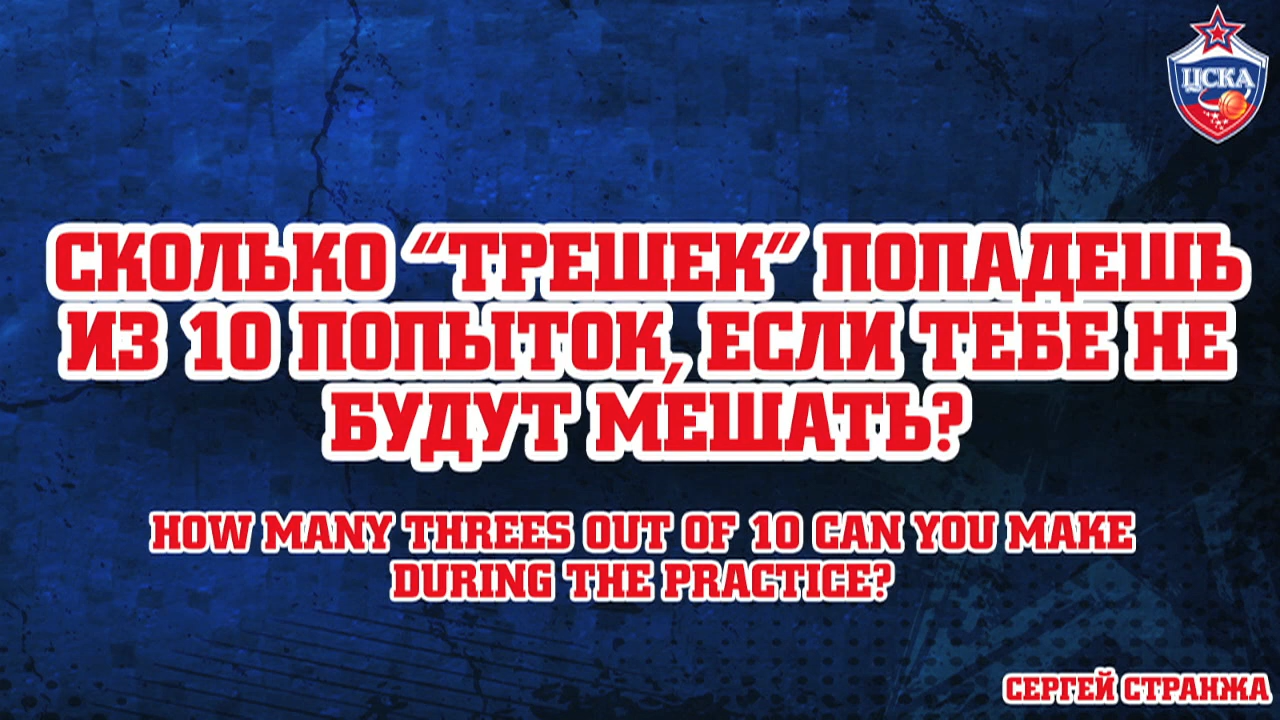 ЦСКА
СКОЛЬКО “ТРЕШЕК” ПОПАДЕШЬ
ИЗ 10 ПОПЫТОК, ЕСЛИ ТЕБЕ НЕ
БУДУТ МЕШАТЬ?
HOW MANY THREES OUT OF 10 CAN YOU MAKE
DURING THE PRACTICE?
СЕРГЕЙ СТРАНЖА